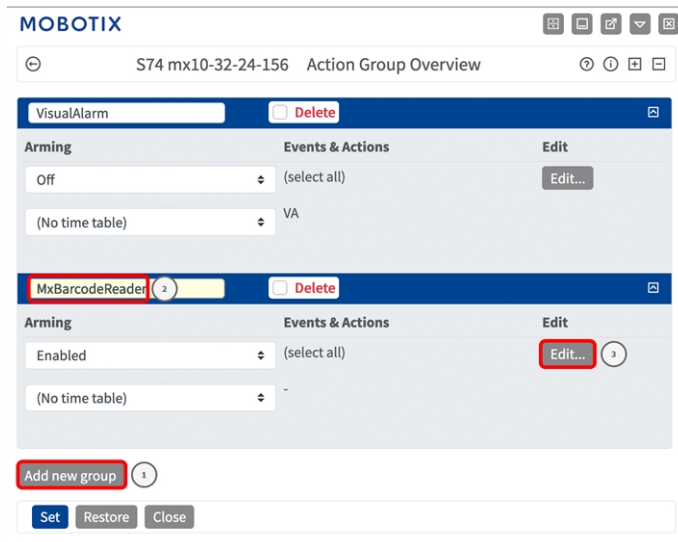 MOBOTIX
S74 mx10-32-24-156 Action Group Overview
VisualAlarm Delete
Arming Events & Actions Edit
Off (select all) Edit...
(No time table) VA
MxBarcodeReader 2 Delete
Arming Events & Actions Edit
Enabled (select all) Edit... 3
(No time table) -
Add new group 1
Set Restore Close